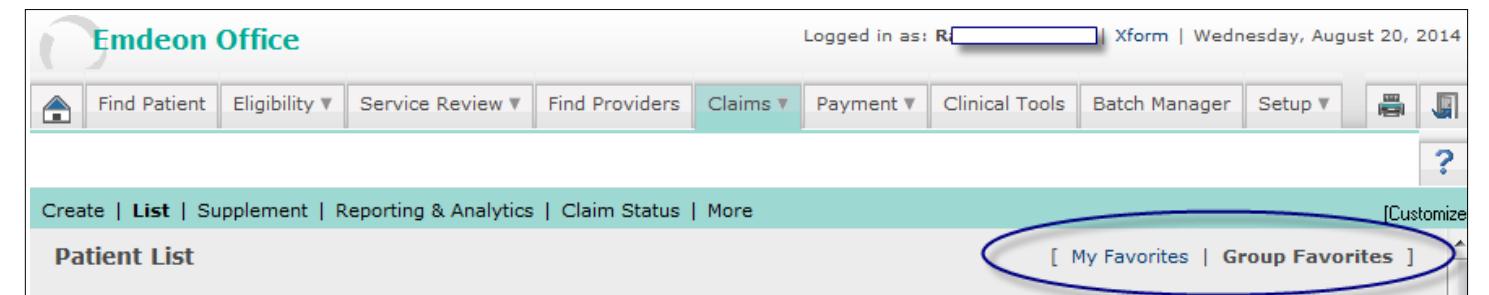 Emdeon Office
Logged in as: Ra | Xform | Wednesday, August 20, 2014
Find Patient Eligibility ▼ Service Review ▼ Find Providers Claims ▼ Payment ▼ Clinical Tools Batch Manager Setup ▼
?
Create | List | Supplement | Reporting & Analytics | Claim Status | More
[Customize
Patient List
[ My Favorites | Group Favorites ]